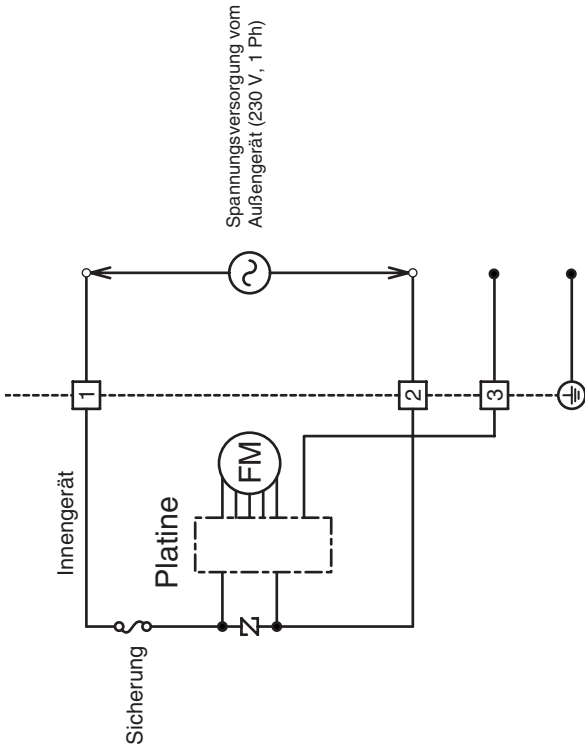 Sicherung
Innengerät
Platine
FM
1
2
3
Spannungsversorgung vom
Außengerät (230 V, 1 Ph)